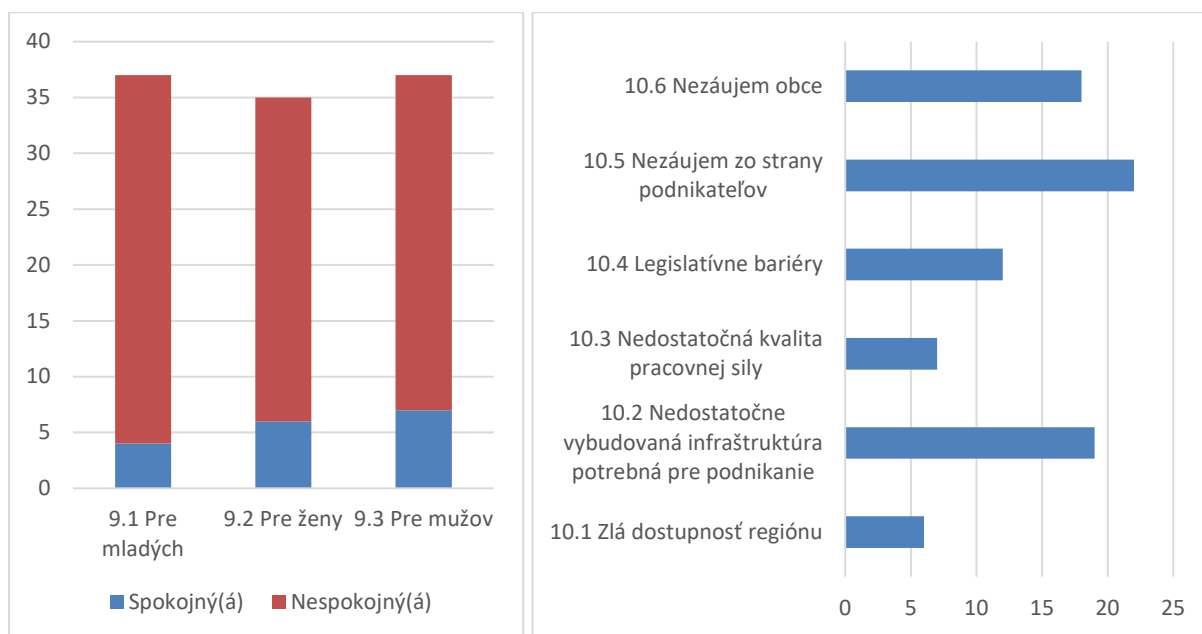 40
35
30
25
20
15
10
5
0
9.1 Pre
mladých
9.2 Pre ženy
9.3 Pre mužov
Spokojný(á)
Nespokojný(á)
10.6 Nezáujem obce
10.5 Nezáujem zo strany
podnikateľov
10.4 Legislatívne bariéry
10.3 Nedostatočná kvalita
pracovnej sily
10.2 Nedostatočne
vybudovaná infraštruktúra
potrebná pre podnikanie
10.1 Zlá dostupnosť regiónu
0 5 10 15 20 25